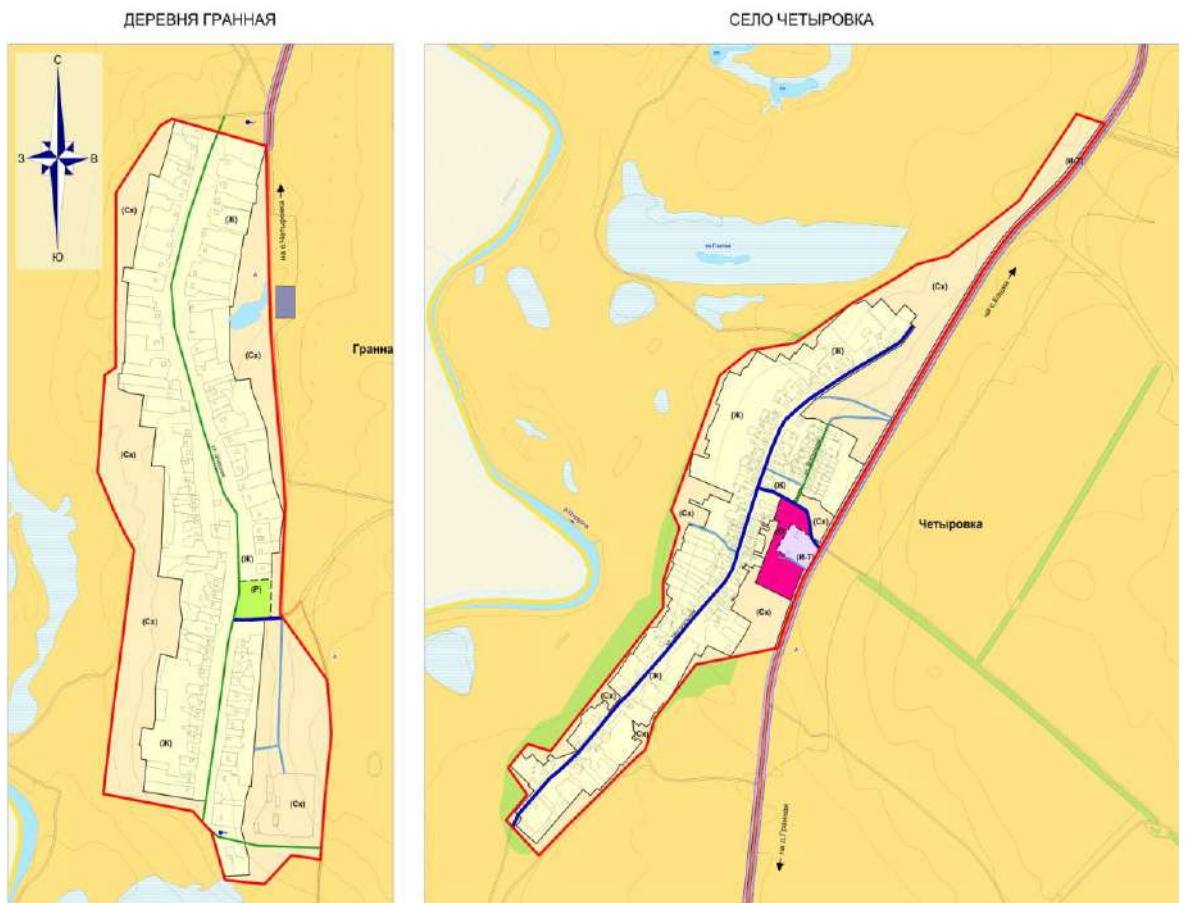 ДЕРЕВНЯ ГРАННАЯ
СЕЛО ЧЕТЫРОВКА
С
З
В
Ю
(Сх)
(Ж)
на с.Четыровка
(Сх)
Гранна
(Сх)
(Ж)
(Р)
(Сх)
(Ж)
(Сх)
(И-Т)
(Сх)
(Ж)
(Ж)
(Ж)
(Сх)
(Сх)
Четыровка
(И-Т)
(Сх)
(Ж)
(Сх)
(Сх)
на д.Гранная